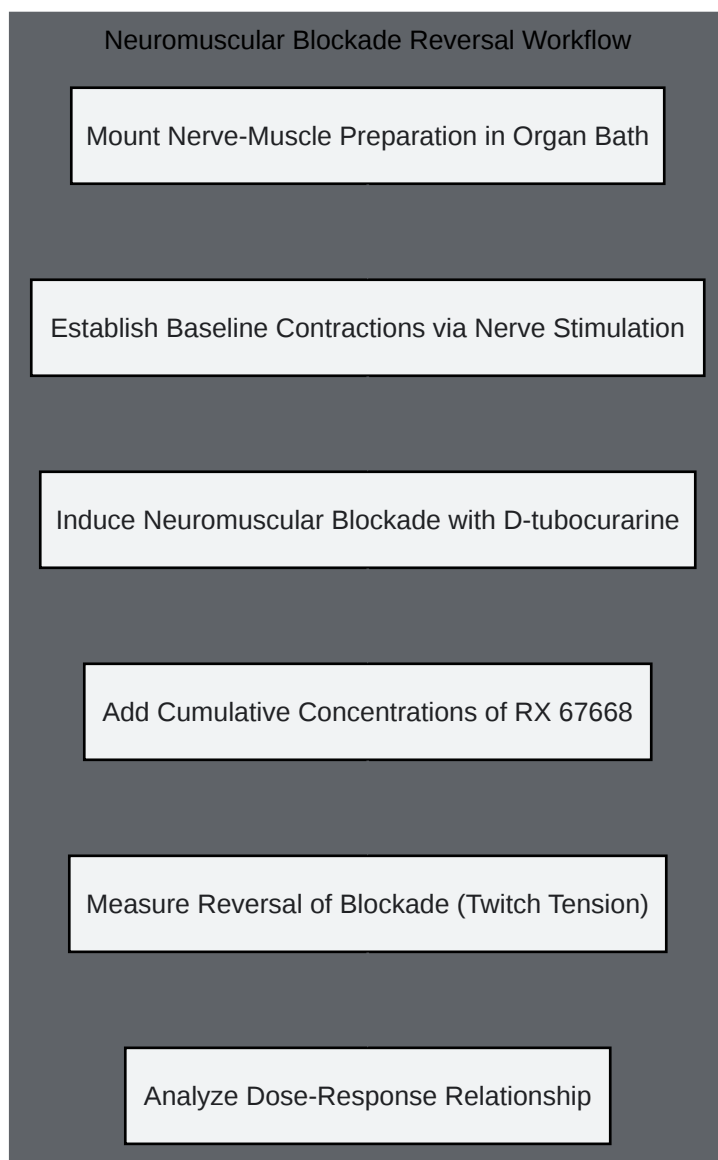 Neuromuscular Blockade Reversal Workflow
Mount Nerve-Muscle Preparation in Organ Bath
Establish Baseline Contractions via Nerve Stimulation
Induce Neuromuscular Blockade with D-tubocurarine
Add Cumulative Concentrations of RX 67668
Measure Reversal of Blockade (Twitch Tension)
Analyze Dose-Response Relationship